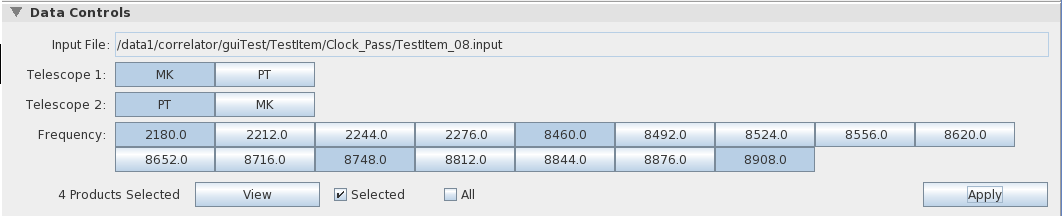 Data Controls
Input File: /data1/correlator/guiTest/TestItem/Clock_Pass/TestItem_08.input
Telescope 1: MK PT
Telescope 2: PT MK
Frequency: 2180.0 2212.0 2244.0 2276.0 8460.0 8492.0 8524.0 8556.0 8620.0
8652.0 8716.0 8748.0 8812.0 8844.0 8876.0 8908.0
4 Products Selected View Selected All Apply